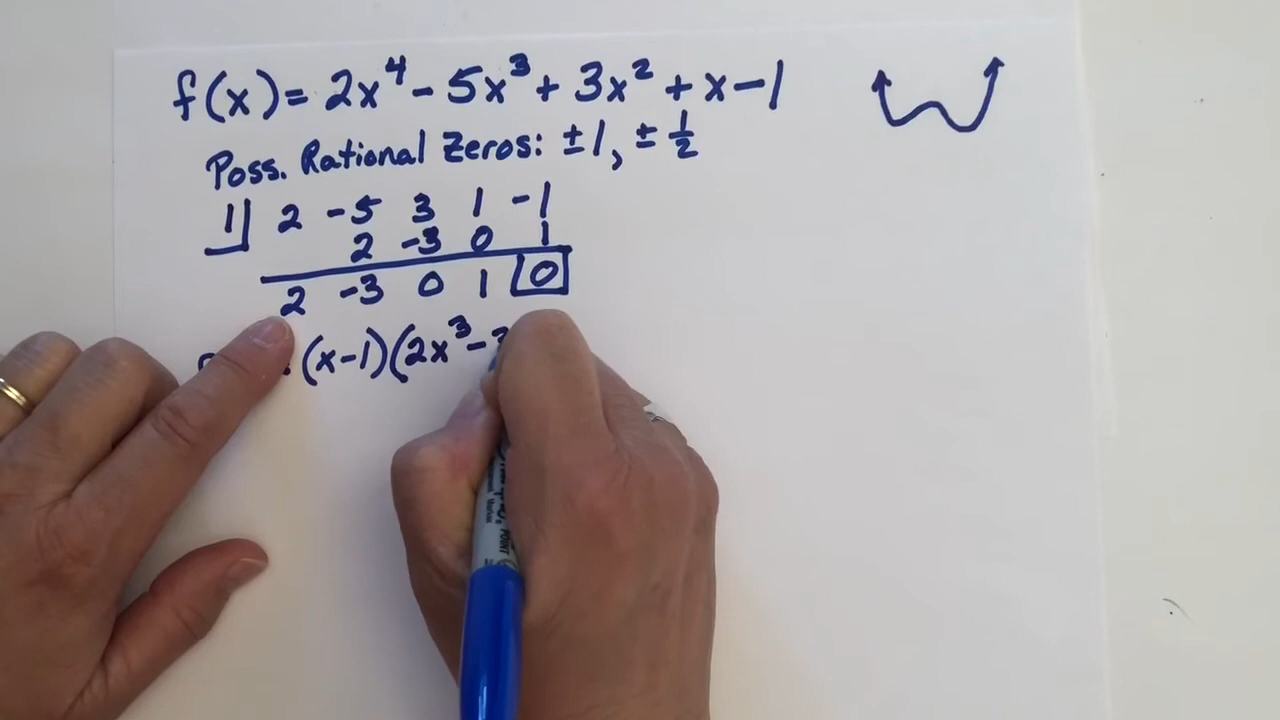 f(x) = 2x⁴ - 5x³ + 3x² + x - 1
Poss. Rational Zeros: ±1, ± 1/2
1 2 -5 3 1 -1
2 -3 0 1
2 -3 0 1 0
(x-1)(2x³-